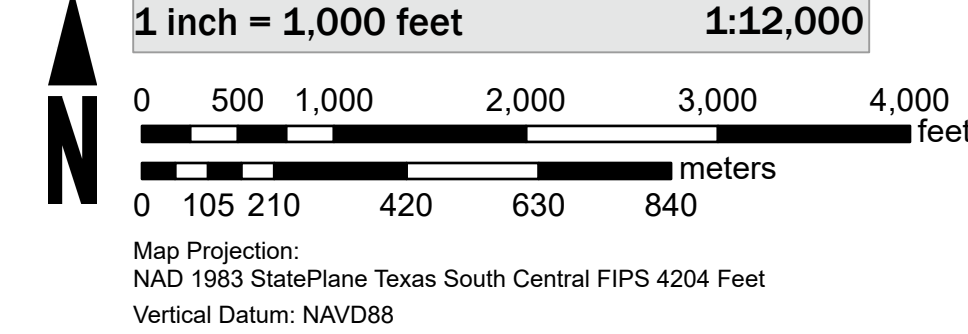 1 inch = 1,000 feet 1:12,000
0 500 1,000 2,000 3,000 4,000
feet
meters
0 105 210 420 630 840
N
Map Projection:
NAD 1983 StatePlane Texas South Central FIPS 4204 Feet
Vertical Datum: NAVD88